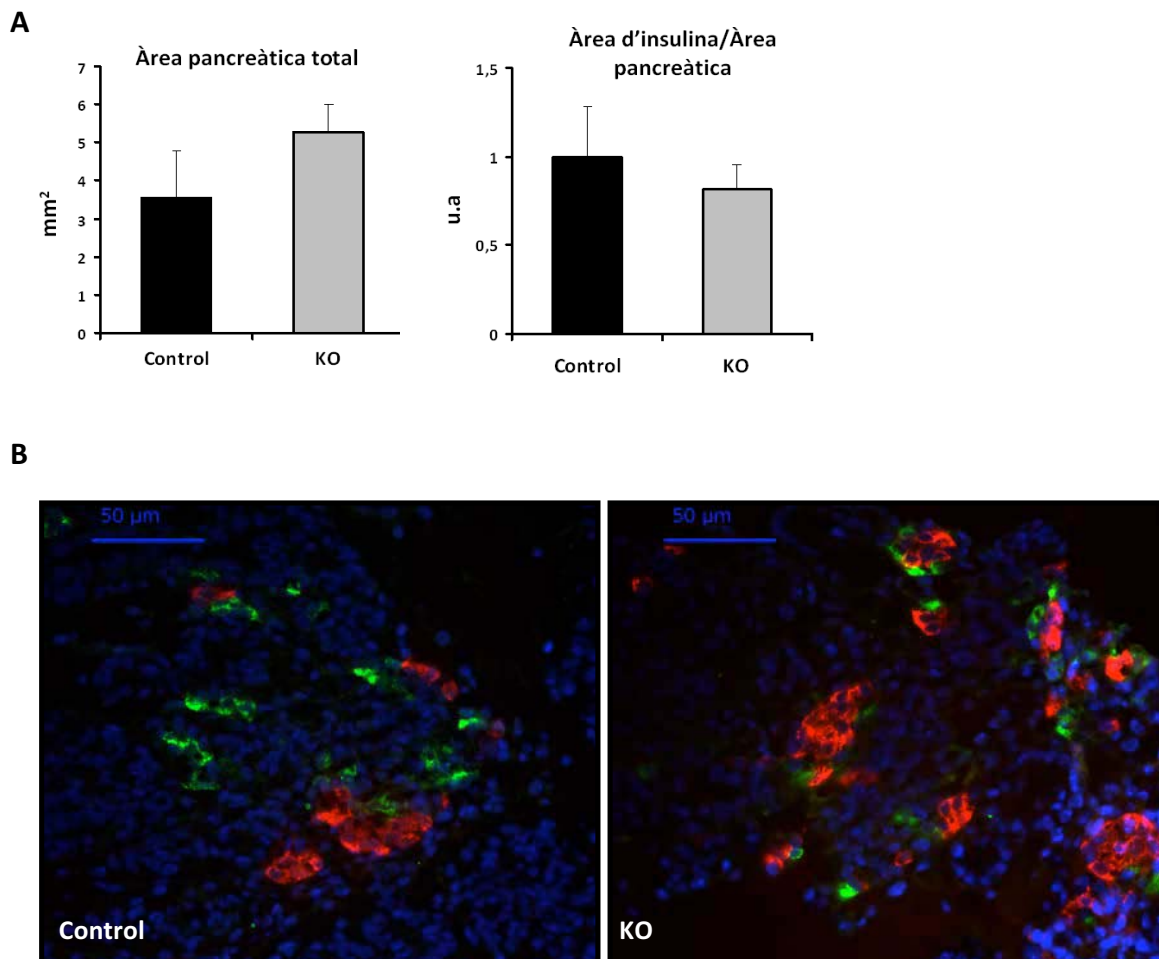 A
Àrea pancreàtica total
7
6
5
4
3
2
1
0
mm²
Control KO
Àrea d'insulina/Àrea
pancreàtica
1,5
1
0,5
0
u.a
Control KO
B
50 µm
Control
50 µm
KO